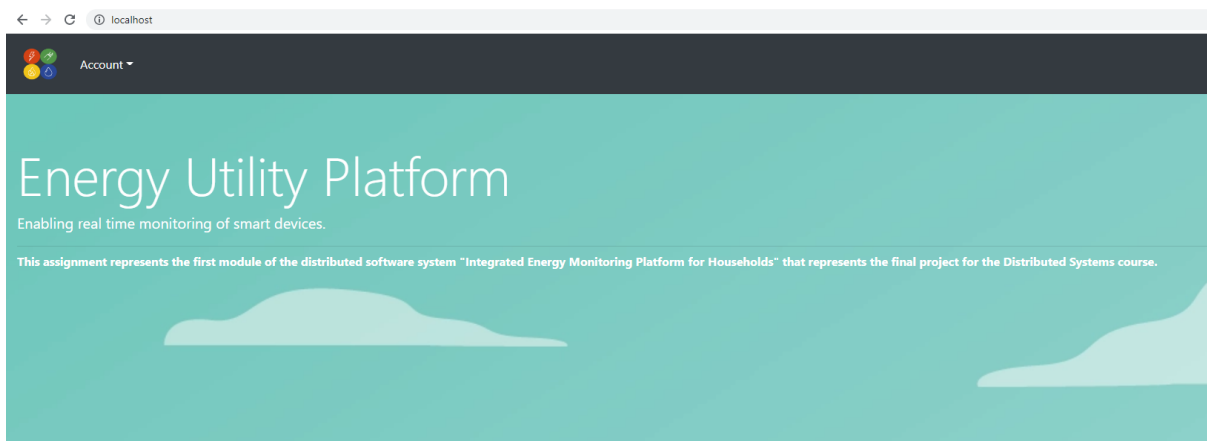 localhost
Account
Energy Utility Platform
Enabling real time monitoring of smart devices.
This assignment represents the first module of the distributed software system "Integrated Energy Monitoring Platform for Households" that represents the final project for the Distributed Systems course.